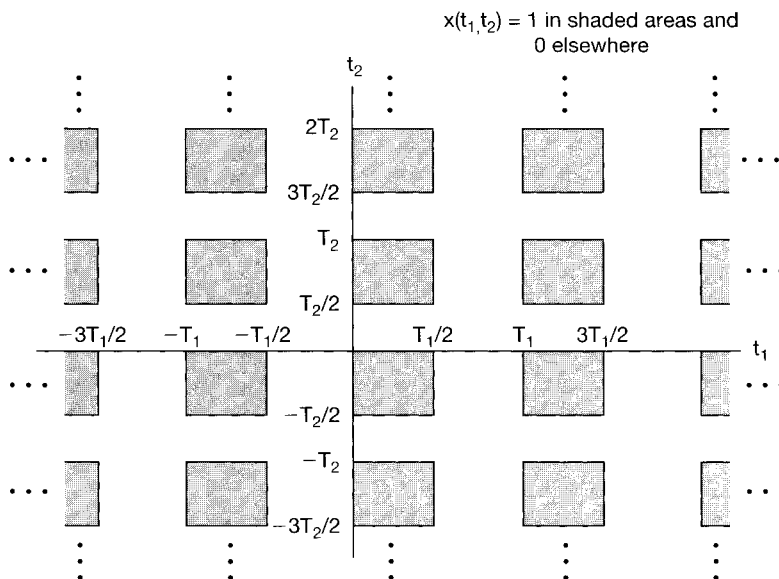 x(t₁,t₂) = 1 in shaded areas and
0 elsewhere
t₂
2T₂
3T₂/2
T₂
T₂/2
−3T₁/2 −T₁ −T₁/2 T₁/2 T₁ 3T₁/2
t₁
−T₂/2
−T₂
−3T₂/2